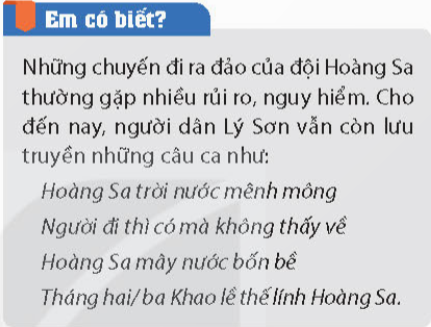 Em có biết?
Những chuyến đi ra đảo của đội Hoàng Sa
thường gặp nhiều rủi ro, nguy hiểm. Cho
đến nay, người dân Lý Sơn vẫn còn lưu
truyền những câu ca như:
Hoàng Sa trời nước mênh mông
Người đi thì có mà không thấy về
Hoàng Sa mây nước bốn bề
Tháng hai/ ba Khao lề thế lính Hoàng Sa.